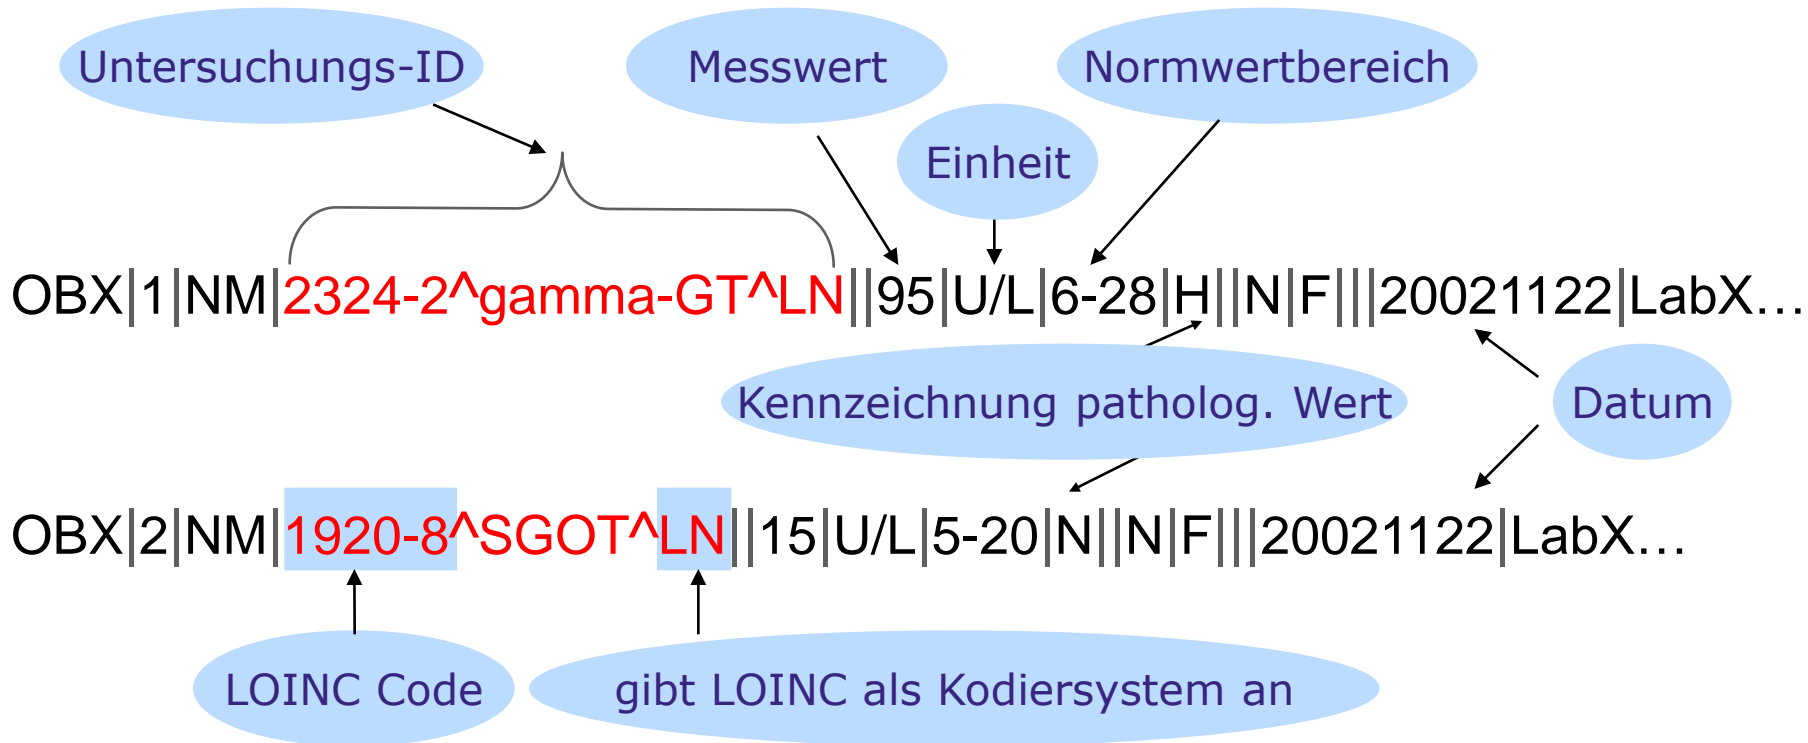 Untersuchungs-ID Messwert Normwertbereich
Einheit
OBX|1|NM|2324-2^gamma-GT^LN||95|U/L|6-28|H||N|F|||20021122|LabX…
Kennzeichnung patholog. Wert Datum
OBX|2|NM|1920-8^SGOT^LN||15|U/L|5-20|N||N|F|||20021122|LabX…
LOINC Code gibt LOINC als Kodiersystem an